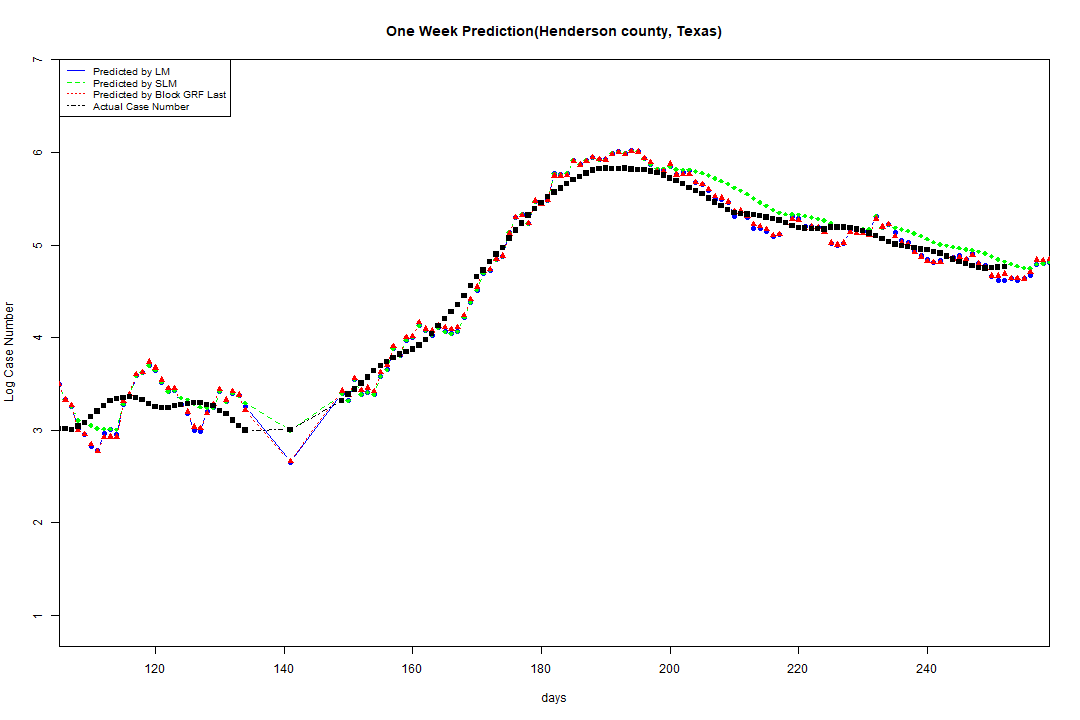 One Week Prediction(Henderson county, Texas)
Predicted by LM
Predicted by SLM
Predicted by Block GRF Last
Actual Case Number
7
6
5
4
3
2
1
Log Case Number
120 140 160 180 200 220 240
days